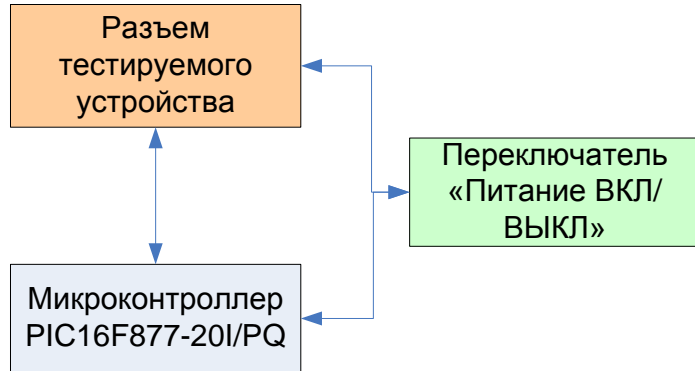 Разъем
тестируемого
устройства
Переключатель
«Питание ВКЛ/
ВЫКЛ»
Микроконтроллер
PIC16F877-20I/PQ